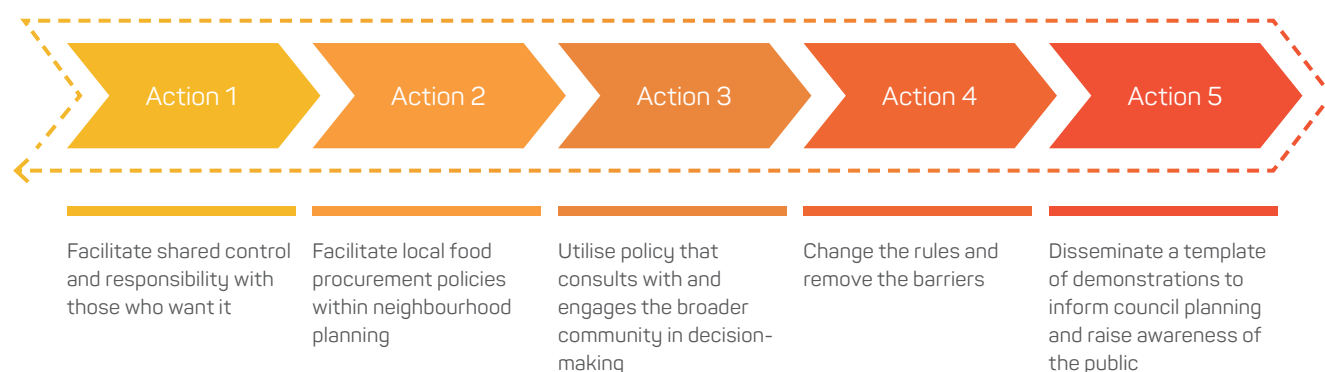 Action 1
Action 2
Action 3
Action 4
Action 5
Facilitate shared control
and responsibility with
those who want it
Facilitate local food
procurement policies
within neighbourhood
planning
Utilise policy that
consults with and
engages the broader
community in decision-
making
Change the rules and
remove the barriers
Disseminate a template
of demonstrations to
inform council planning
and raise awareness of
the public